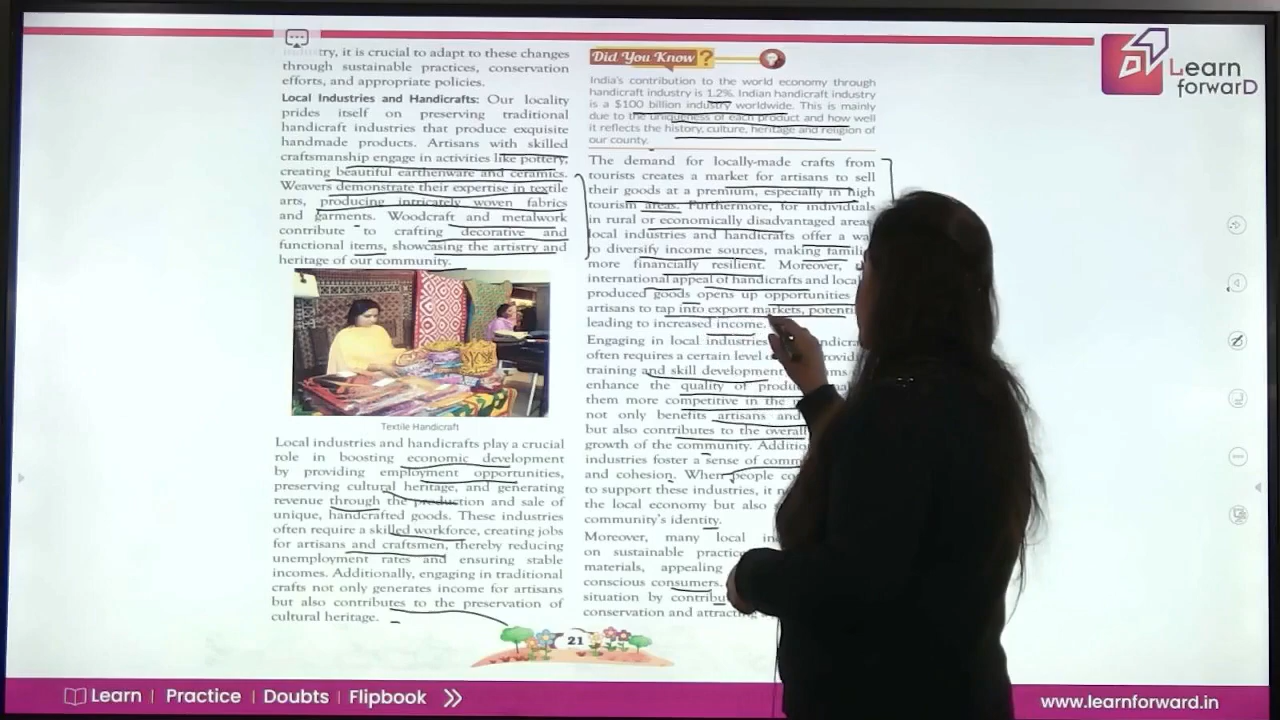 try, it is crucial to adapt to these changes
through sustainable practices, conservation
efforts, and appropriate policies.
Local Industries and Handicrafts: Our locality
prides itself on preserving traditional
handicraft industries that produce exquisite
handmade products. Artisans with skilled
craftsmanship engage in activities like pottery,
creating beautiful earthenware and ceramics.
Weavers demonstrate their expertise in textile
arts, producing intricately woven fabrics
and garments. Woodcraft and metalwork
contribute to crafting decorative and
functional items, showcasing the artistry and
heritage of our community.
Textile Handicraft
Local industries and handicrafts play a crucial
role in boosting economic development
by providing employment opportunities,
preserving cultural heritage, and generating
revenue through the production and sale of
unique, handcrafted goods. These industries
often require a skilled workforce, creating jobs
for artisans and craftsmen, thereby reducing
unemployment rates and ensuring stable
incomes. Additionally, engaging in traditional
crafts not only generates income for artisans
but also contributes to the preservation of
cultural heritage.
Did You Know ?
India's contribution to the world economy through
handicraft industry is 1.2%. Indian handicraft industry
is a $100 billion industry worldwide. This is mainly
due to the uniqueness of each product and how well
it reflects the history, culture, heritage and religion of
our county.
The demand for locally-made crafts from
tourists creates a market for artisans to sell
their goods at a premium, especially in high
tourism areas. Furthermore, for individuals
in rural or economically disadvantaged areas
local industries and handicrafts offer a
to diversify income sources, making
more financially resilient. Moreover,
international appeal of handicrafts and
produced goods opens up opportunities
artisans to tap into export markets,
leading to increased income.
Engaging in local industries
often requires a certain level
training and skill development
enhance the quality of
them more competitive in the
not only benefits artisans and
but also contributes to the overall
growth of the community.
industries foster a sense of
and cohesion. When people
to support these industries, it
the local economy but also
community's identity.
Moreover, many local
on sustainable
materials, appealing
conscious consumers.
situation by
conservation and attracting
21
Learn
forwarD
Learn | Practice | Doubts | Flipbook
www.learnforward.in